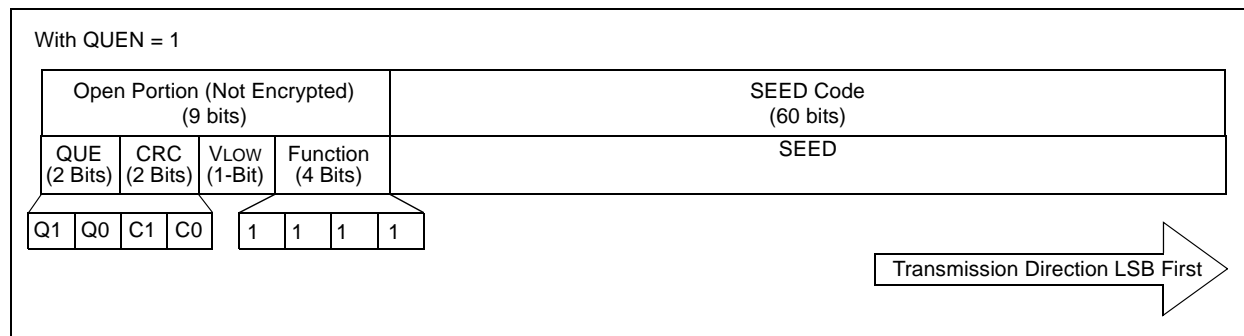 With QUEN = 1
Open Portion (Not Encrypted)
(9 bits)
SEED Code
(60 bits)
QUE
(2 Bits)
CRC
(2 Bits)
VLOW
(1-Bit)
Function
(4 Bits)
SEED
Q1 Q0 C1 C0 1 1 1 1
Transmission Direction LSB First